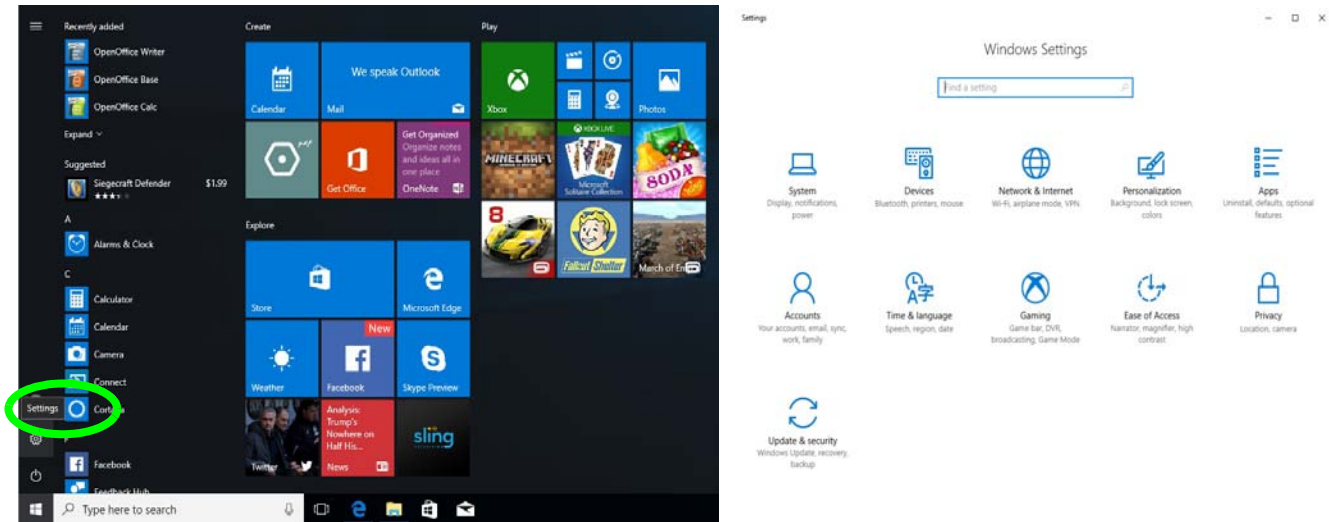 Recently added
OpenOffice Writer
OpenOffice Base
OpenOffice Calc
Expand
Suggested
Siegecraft Defender $1.99
A
Alarms & Clock
C
Calculator
Calendar
Camera
Connect
Settings
Facebook
Feedback Hub
Type here to search
Create
We speak Outlook
Calendar
Mail
Get Office
Get Organized
Organize notes
and ideas all in
one place
OneNote
Explore
Store
Microsoft Edge
Weather
New
Facebook
Skype Preview
Twitter
Analysis:
Trump's
Nowhere on
Half His...
News
sling
Play
Xbox
Photos
MINECRAFT
XBOX LIVE
Microsoft
Solitaire Collection
SODA
8
Fallout Shelter
March of Em
Settings
Windows Settings
Find a setting
System
Display, notifications,
power
Devices
Bluetooth, printers, mouse
Network & Internet
Wi-Fi, airplane mode, VPN
Personalization
Background, lock screen,
colors
Apps
Uninstall, defaults, optional
features
Accounts
Your accounts, email, sync,
work, family
Time & language
Speech, region, date
Gaming
Game bar, DVR,
broadcasting, Game Mode
Ease of Access
Narrator, magnifier, high
contrast
Privacy
Location, camera
Update & security
Windows Update, recovery,
backup